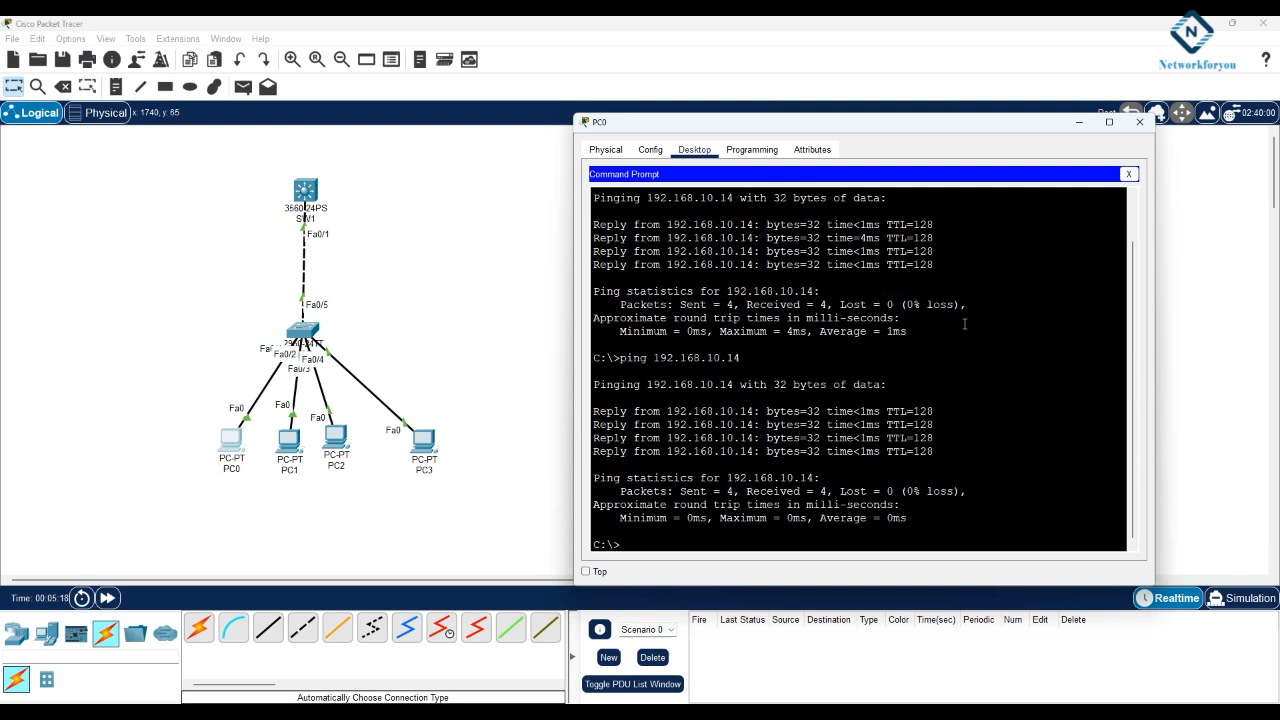 Cisco Packet Tracer
File Edit Options View Tools Extensions Window Help
N
Networkforyou
?
Logical Physical x: 1740, y: 65
02:40:00
PC0
Physical Config Desktop Programming Attributes
Command Prompt X
Pinging 192.168.10.14 with 32 bytes of data:
Reply from 192.168.10.14: bytes=32 time<1ms TTL=128
Reply from 192.168.10.14: bytes=32 time=4ms TTL=128
Reply from 192.168.10.14: bytes=32 time<1ms TTL=128
Reply from 192.168.10.14: bytes=32 time<1ms TTL=128
Ping statistics for 192.168.10.14:
Packets: Sent = 4, Received = 4, Lost = 0 (0% loss),
Approximate round trip times in milli-seconds:
Minimum = 0ms, Maximum = 4ms, Average = 1ms
C:\>ping 192.168.10.14
Pinging 192.168.10.14 with 32 bytes of data:
Reply from 192.168.10.14: bytes=32 time<1ms TTL=128
Reply from 192.168.10.14: bytes=32 time<1ms TTL=128
Reply from 192.168.10.14: bytes=32 time<1ms TTL=128
Reply from 192.168.10.14: bytes=32 time<1ms TTL=128
Ping statistics for 192.168.10.14:
Packets: Sent = 4, Received = 4, Lost = 0 (0% loss),
Approximate round trip times in milli-seconds:
Minimum = 0ms, Maximum = 0ms, Average = 0ms
C:\>
Top
3560-24PS
SW1
Fa0/1
Fa0/5
Fa0/2
Fa0/4
Fa0/3
Fa0
Fa0
Fa0
Fa0
PC-PT
PC0
PC-PT
PC1
PC-PT
PC2
PC-PT
PC3
Time: 00:05:18
Realtime Simulation
Scenario 0
New Delete
Toggle PDU List Window
Fire Last Status Source Destination Type Color Time(sec) Periodic Num Edit Delete
Automatically Choose Connection Type